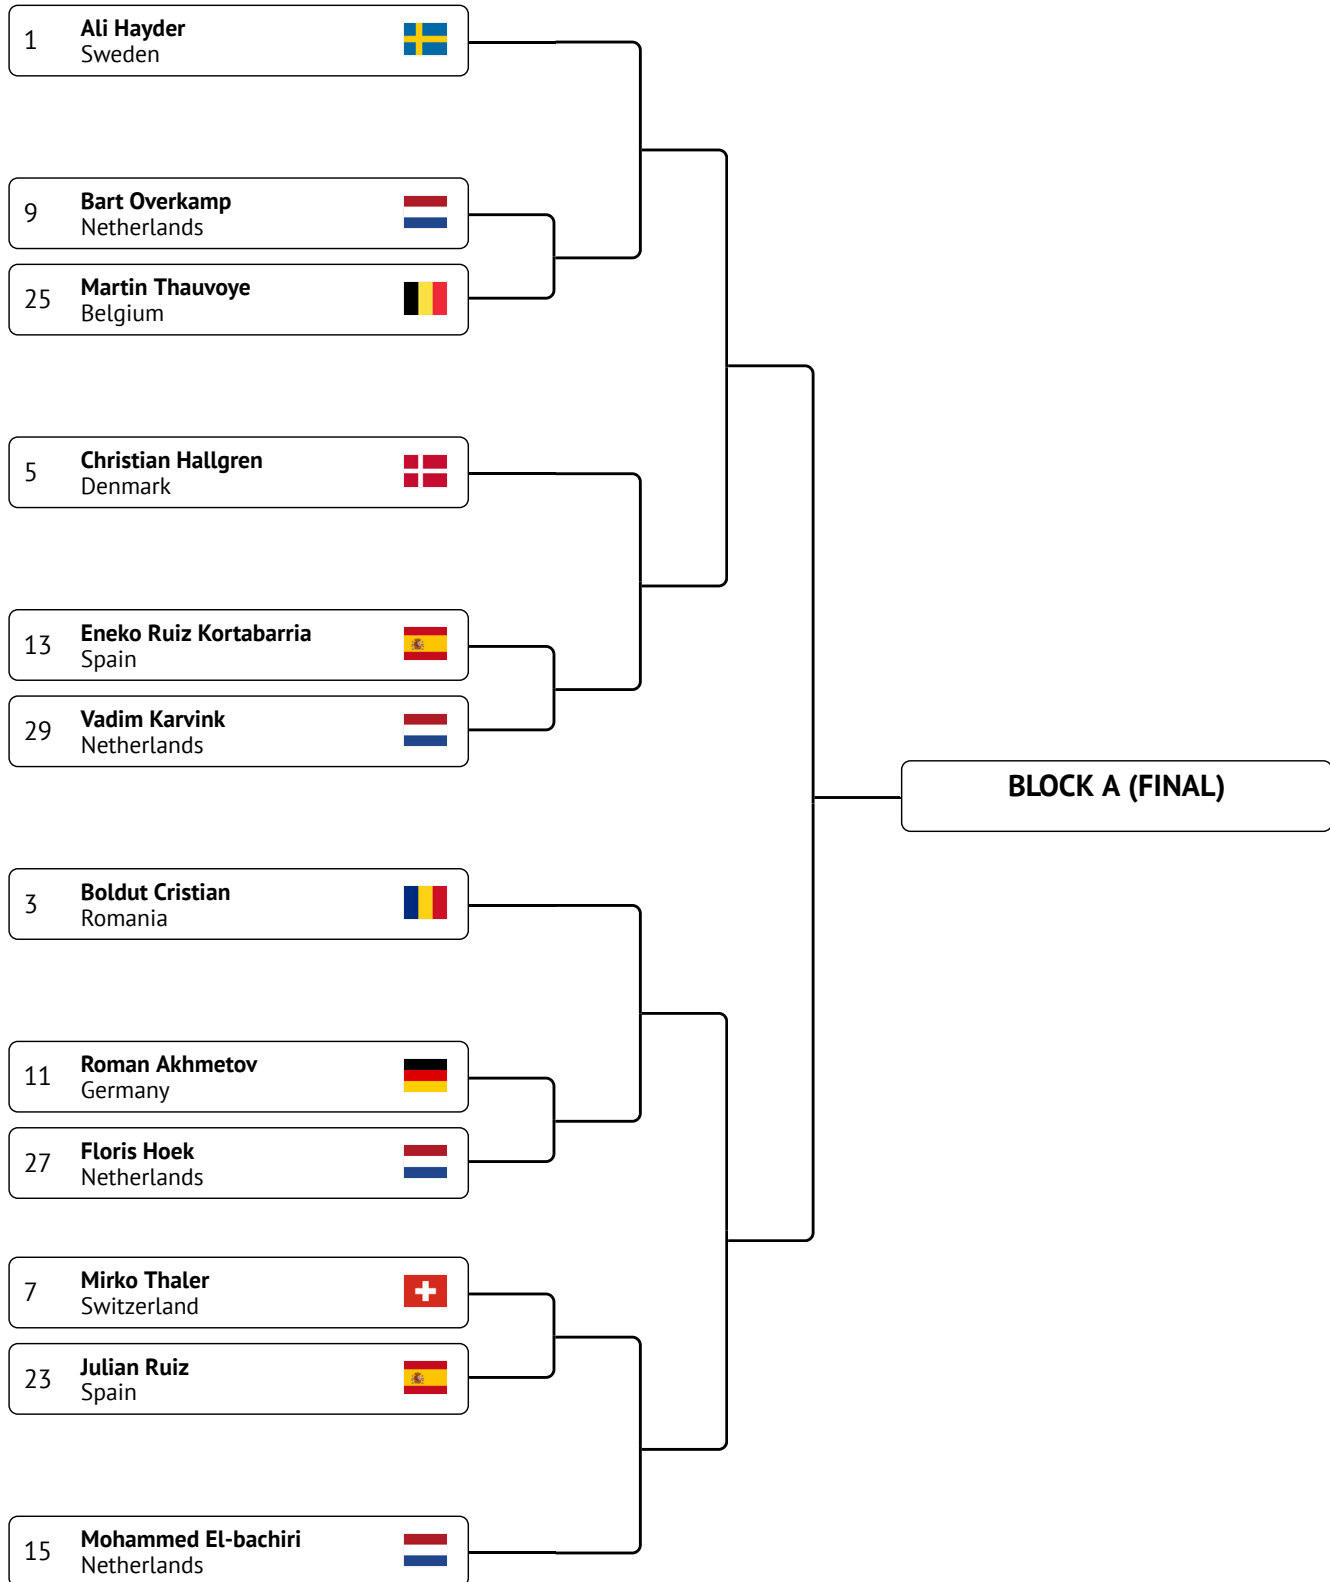 1
Ali Hayder
Sweden
9
Bart Overkamp
Netherlands
25
Martin Thauvoye
Belgium
5
Christian Hallgren
Denmark
13
Eneko Ruiz Kortabarria
Spain
29
Vadim Karvink
Netherlands
BLOCK A (FINAL)
3
Boldut Cristian
Romania
11
Roman Akhmetov
Germany
27
Floris Hoek
Netherlands
7
Mirko Thaler
Switzerland
23
Julian Ruiz
Spain
15
Mohammed El-bachiri
Netherlands